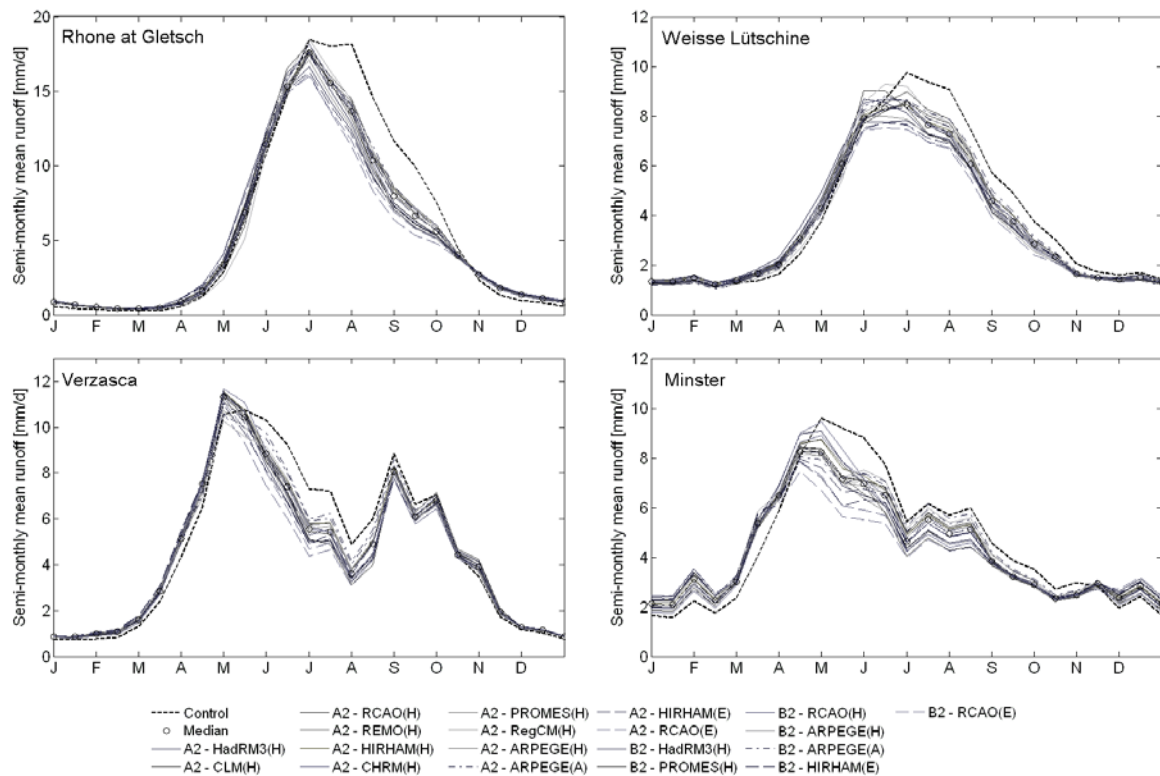 Rhone at Gletsch
Semi-monthly mean runoff [mm/d]
20
15
10
5
0
J F M A M J J A S O N D
Weisse Lütschine
Semi-monthly mean runoff [mm/d]
12
10
8
6
4
2
0
J F M A M J J A S O N D
Verzasca
Semi-monthly mean runoff [mm/d]
12
10
8
6
4
2
0
J F M A M J J A S O N D
Minster
Semi-monthly mean runoff [mm/d]
12
10
8
6
4
2
0
J F M A M J J A S O N D
Control
Median
A2 - HadRM3(H)
A2 - CLM(H)
A2 - RCAO(H)
A2 - REMO(H)
A2 - HIRHAM(H)
A2 - CHRM(H)
A2 - PROMES(H)
A2 - RegCM(H)
A2 - ARPEGE(H)
A2 - ARPEGE(A)
A2 - HIRHAM(E)
A2 - RCAO(E)
B2 - HadRM3(H)
B2 - PROMES(H)
B2 - RCAO(H)
B2 - ARPEGE(H)
B2 - ARPEGE(A)
B2 - HIRHAM(E)
B2 - RCAO(E)